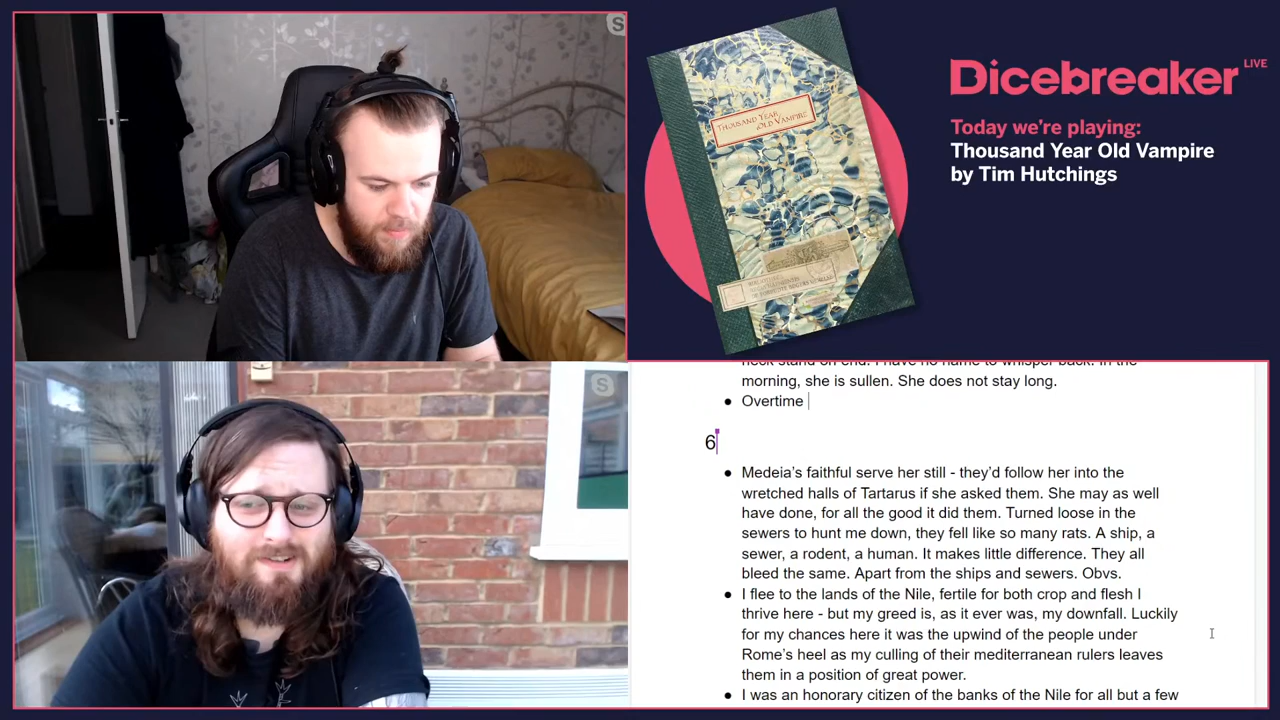 S
THOUSAND YEAR
OLD VAMPIRE
Dicebreaker LIVE
Today we're playing:
Thousand Year Old Vampire
by Tim Hutchings
S
morning, she is sullen. She does not stay long.
● Overtime
6
● Medeia's faithful serve her still - they'd follow her into the
wretched halls of Tartarus if she asked them. She may as well
have done, for all the good it did them. Turned loose in the
sewers to hunt me down, they fell like so many rats. A ship, a
sewer, a rodent, a human. It makes little difference. They all
bleed the same. Apart from the ships and sewers. Obvs.
● I flee to the lands of the Nile, fertile for both crop and flesh I
thrive here - but my greed is, as it ever was, my downfall. Luckily
for my chances here it was the upwind of the people under
Rome's heel as my culling of their mediterranean rulers leaves
them in a position of great power.
● I was an honorary citizen of the banks of the Nile for all but a few